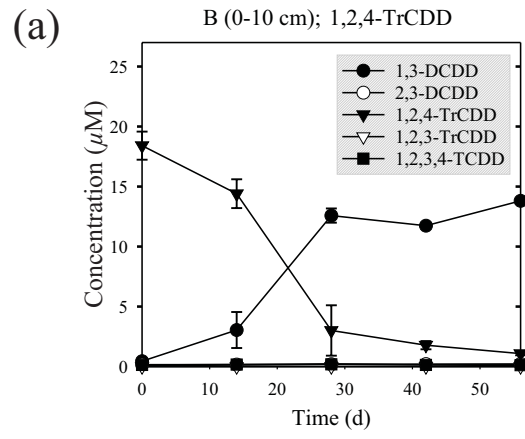 (a)
B (0-10 cm); 1,2,4-TrCDD
1,3-DCDD
2,3-DCDD
1,2,4-TrCDD
1,2,3-TrCDD
1,2,3,4-TCDD
Concentration (µM)
25
20
15
10
5
0
0 10 20 30 40 50
Time (d)